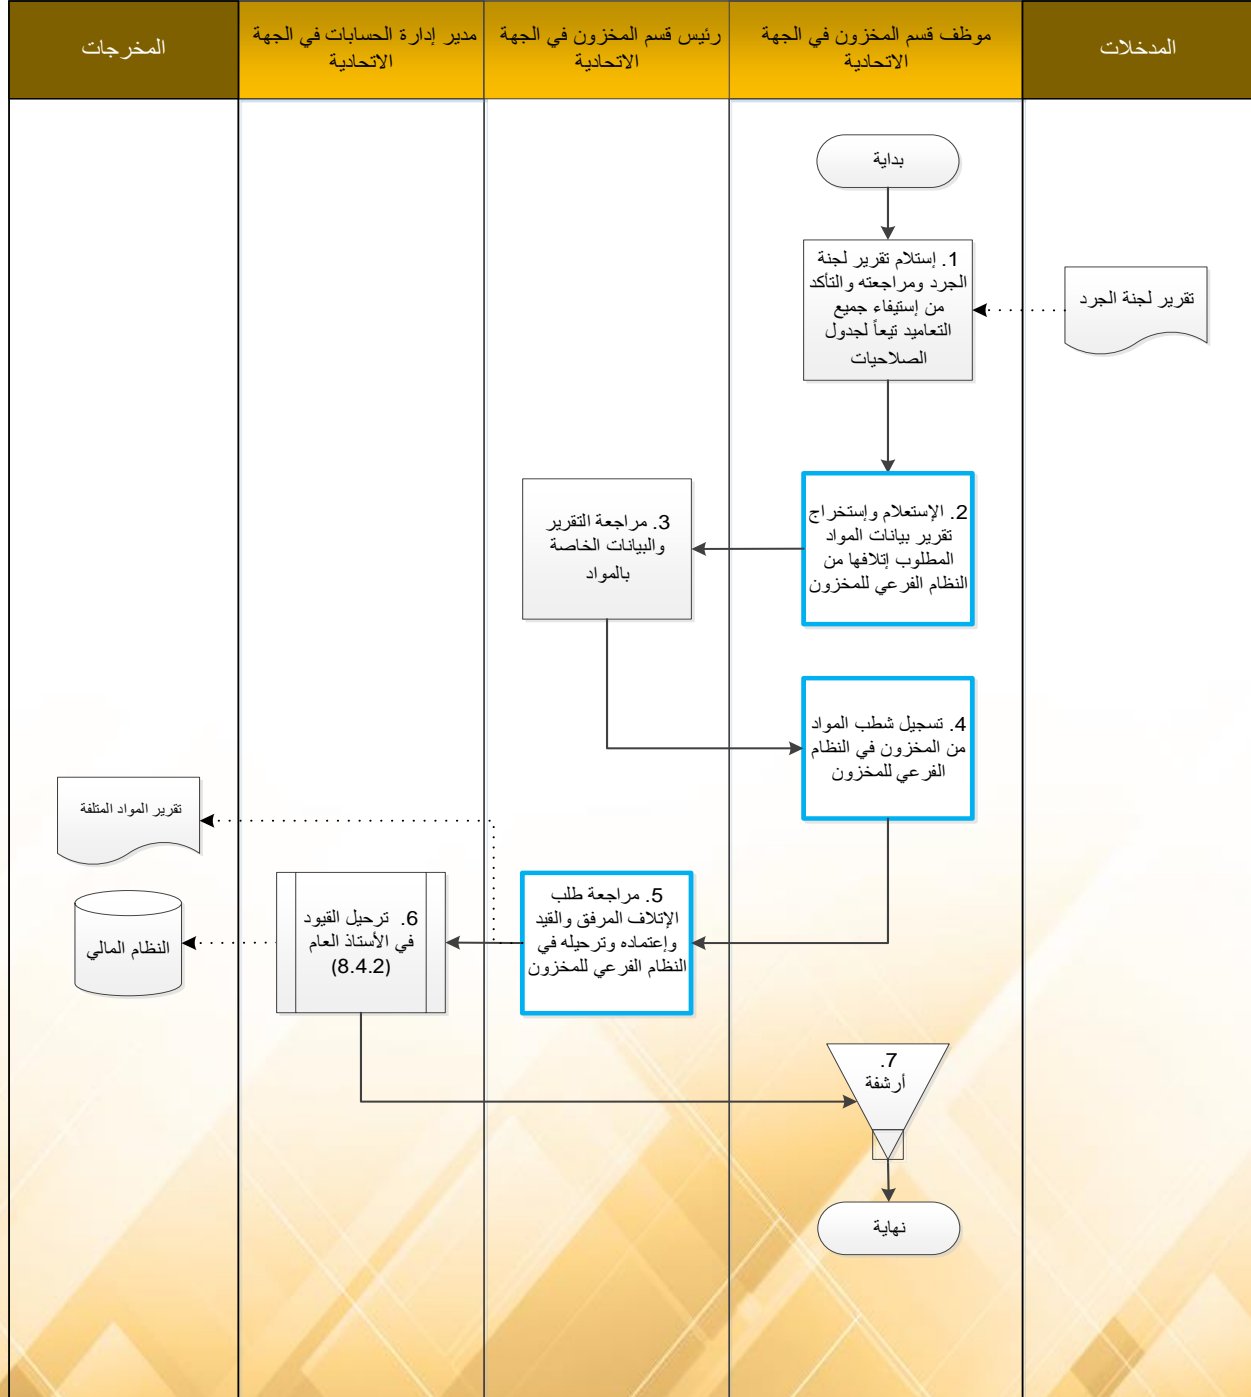 المدخلات
موظف قسم المخزون في الجهة
الاتحادية
رئيس قسم المخزون في الجهة
الاتحادية
مدير إدارة الحسابات في الجهة
الاتحادية
المخرجات
بداية
1. إستلام تقرير لجنة
الجرد ومراجعته والتأكد
من إستيفاء جميع
التعاميد تيعاً لجدول
الصلاحيات
تقرير لجنة الجرد
2. الإستعلام وإستخراج
تقرير بيانات المواد
المطلوب إتلافها من
النظام الفرعي للمخزون
3. مراجعة التقرير
والبيانات الخاصة
بالمواد
4. تسجيل شطب المواد
من المخزون في النظام
الفرعي للمخزون
تقرير المواد المتلفة
5. مراجعة طلب
الإتلاف المرفق والقيد
وإعتماده وترحيله في
النظام الفرعي للمخزون
6. ترحيل القيود
في الأستاذ العام
(8.4.2)
النظام المالي
7.
أرشفة
نهاية